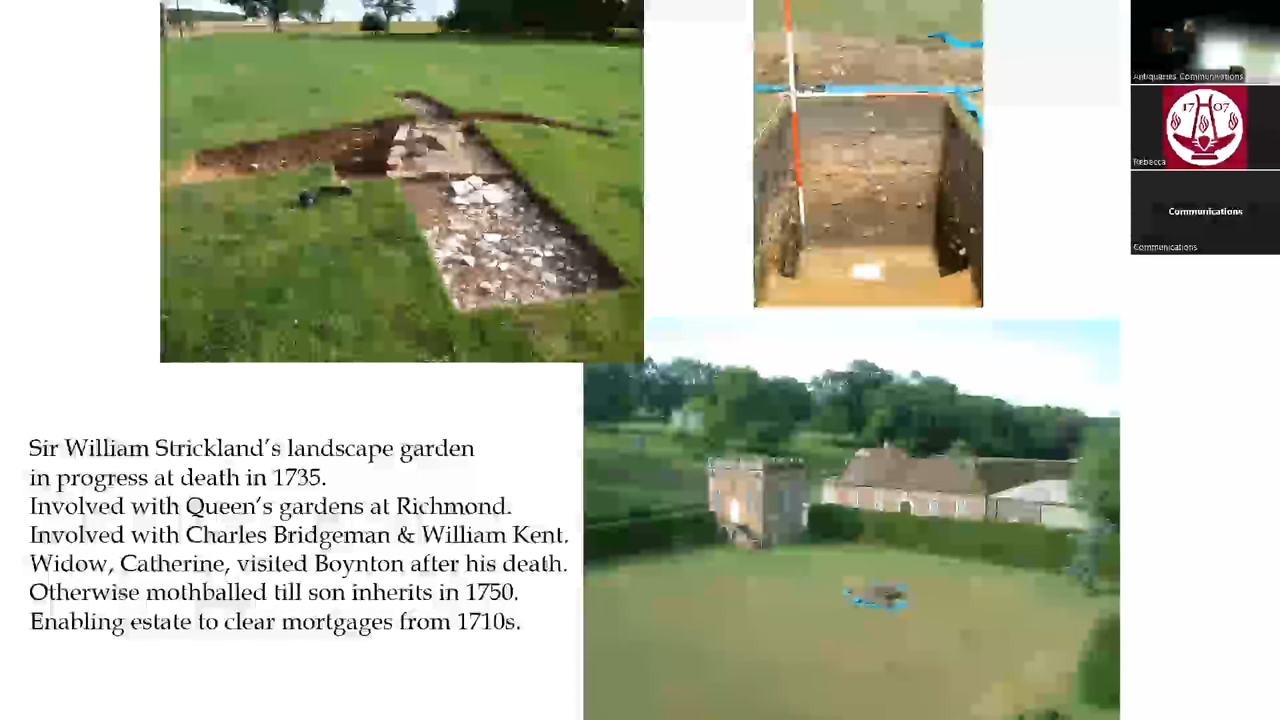 Sir William Strickland's landscape garden
in progress at death in 1735.
Involved with Queen's gardens at Richmond.
Involved with Charles Bridgeman & William Kent.
Widow, Catherine, visited Boynton after his death.
Otherwise mothballed till son inherits in 1750.
Enabling estate to clear mortgages from 1710s.
Antiquaries Communications
17 07
Rebecca
Communications
Communications